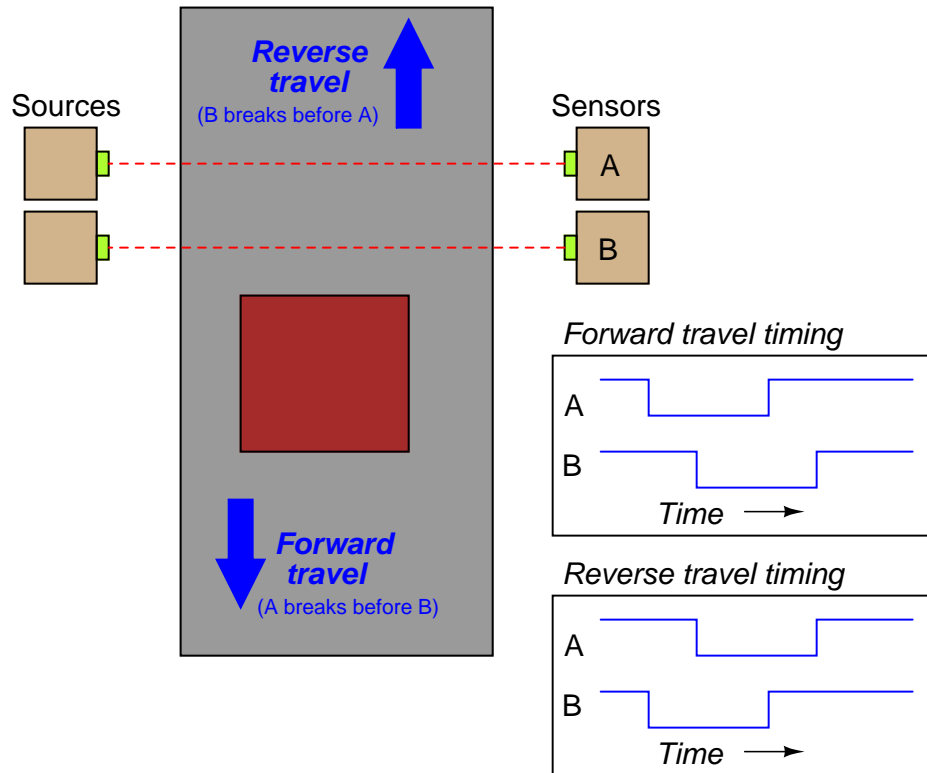 Reverse
travel
(B breaks before A)
Sources
Sensors
A
B
Forward travel timing
A
B
Time
Forward
travel
(A breaks before B)
Reverse travel timing
A
B
Time